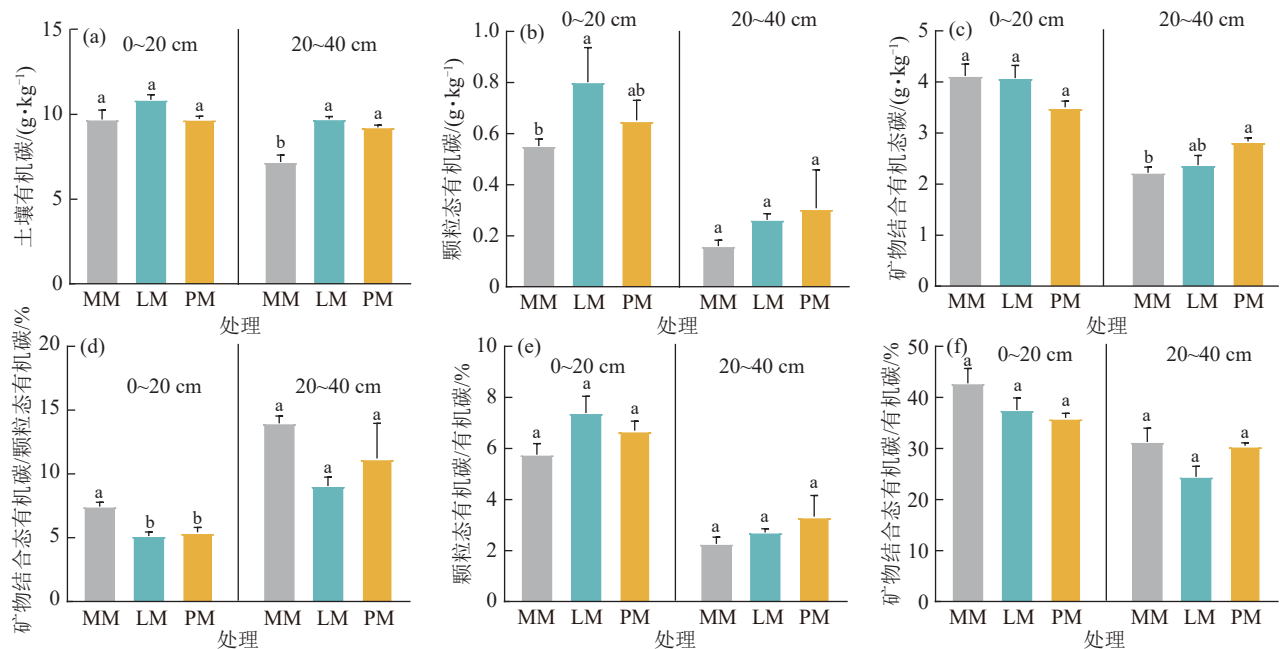 (a)
0~20 cm
20~40 cm
土壤有机碳/(g•kg⁻¹)
15
10
5
0
a
a
a
b
a
a
MM LM PM MM LM PM
处理
(b)
0~20 cm
20~40 cm
颗粒态有机碳/(g•kg⁻¹)
1.0
0.8
0.6
0.4
0.2
0
b
a
ab
a
a
a
MM LM PM MM LM PM
处理
(c)
0~20 cm
20~40 cm
矿物结合有机态碳/(g•kg⁻¹)
5
4
3
2
1
0
a
a
a
b
ab
a
MM LM PM MM LM PM
处理
(d)
0~20 cm
20~40 cm
矿物结合态有机碳/颗粒态有机碳/%
20
15
10
5
0
a
b
b
a
a
a
MM LM PM MM LM PM
处理
(e)
0~20 cm
20~40 cm
颗粒态有机碳/有机碳/%
10
8
6
4
2
0
a
a
a
a
a
a
MM LM PM MM LM PM
处理
(f)
0~20 cm
20~40 cm
矿物结合态有机碳/有机碳/%
50
40
30
20
10
0
a
a
a
a
a
a
MM LM PM MM LM PM
处理